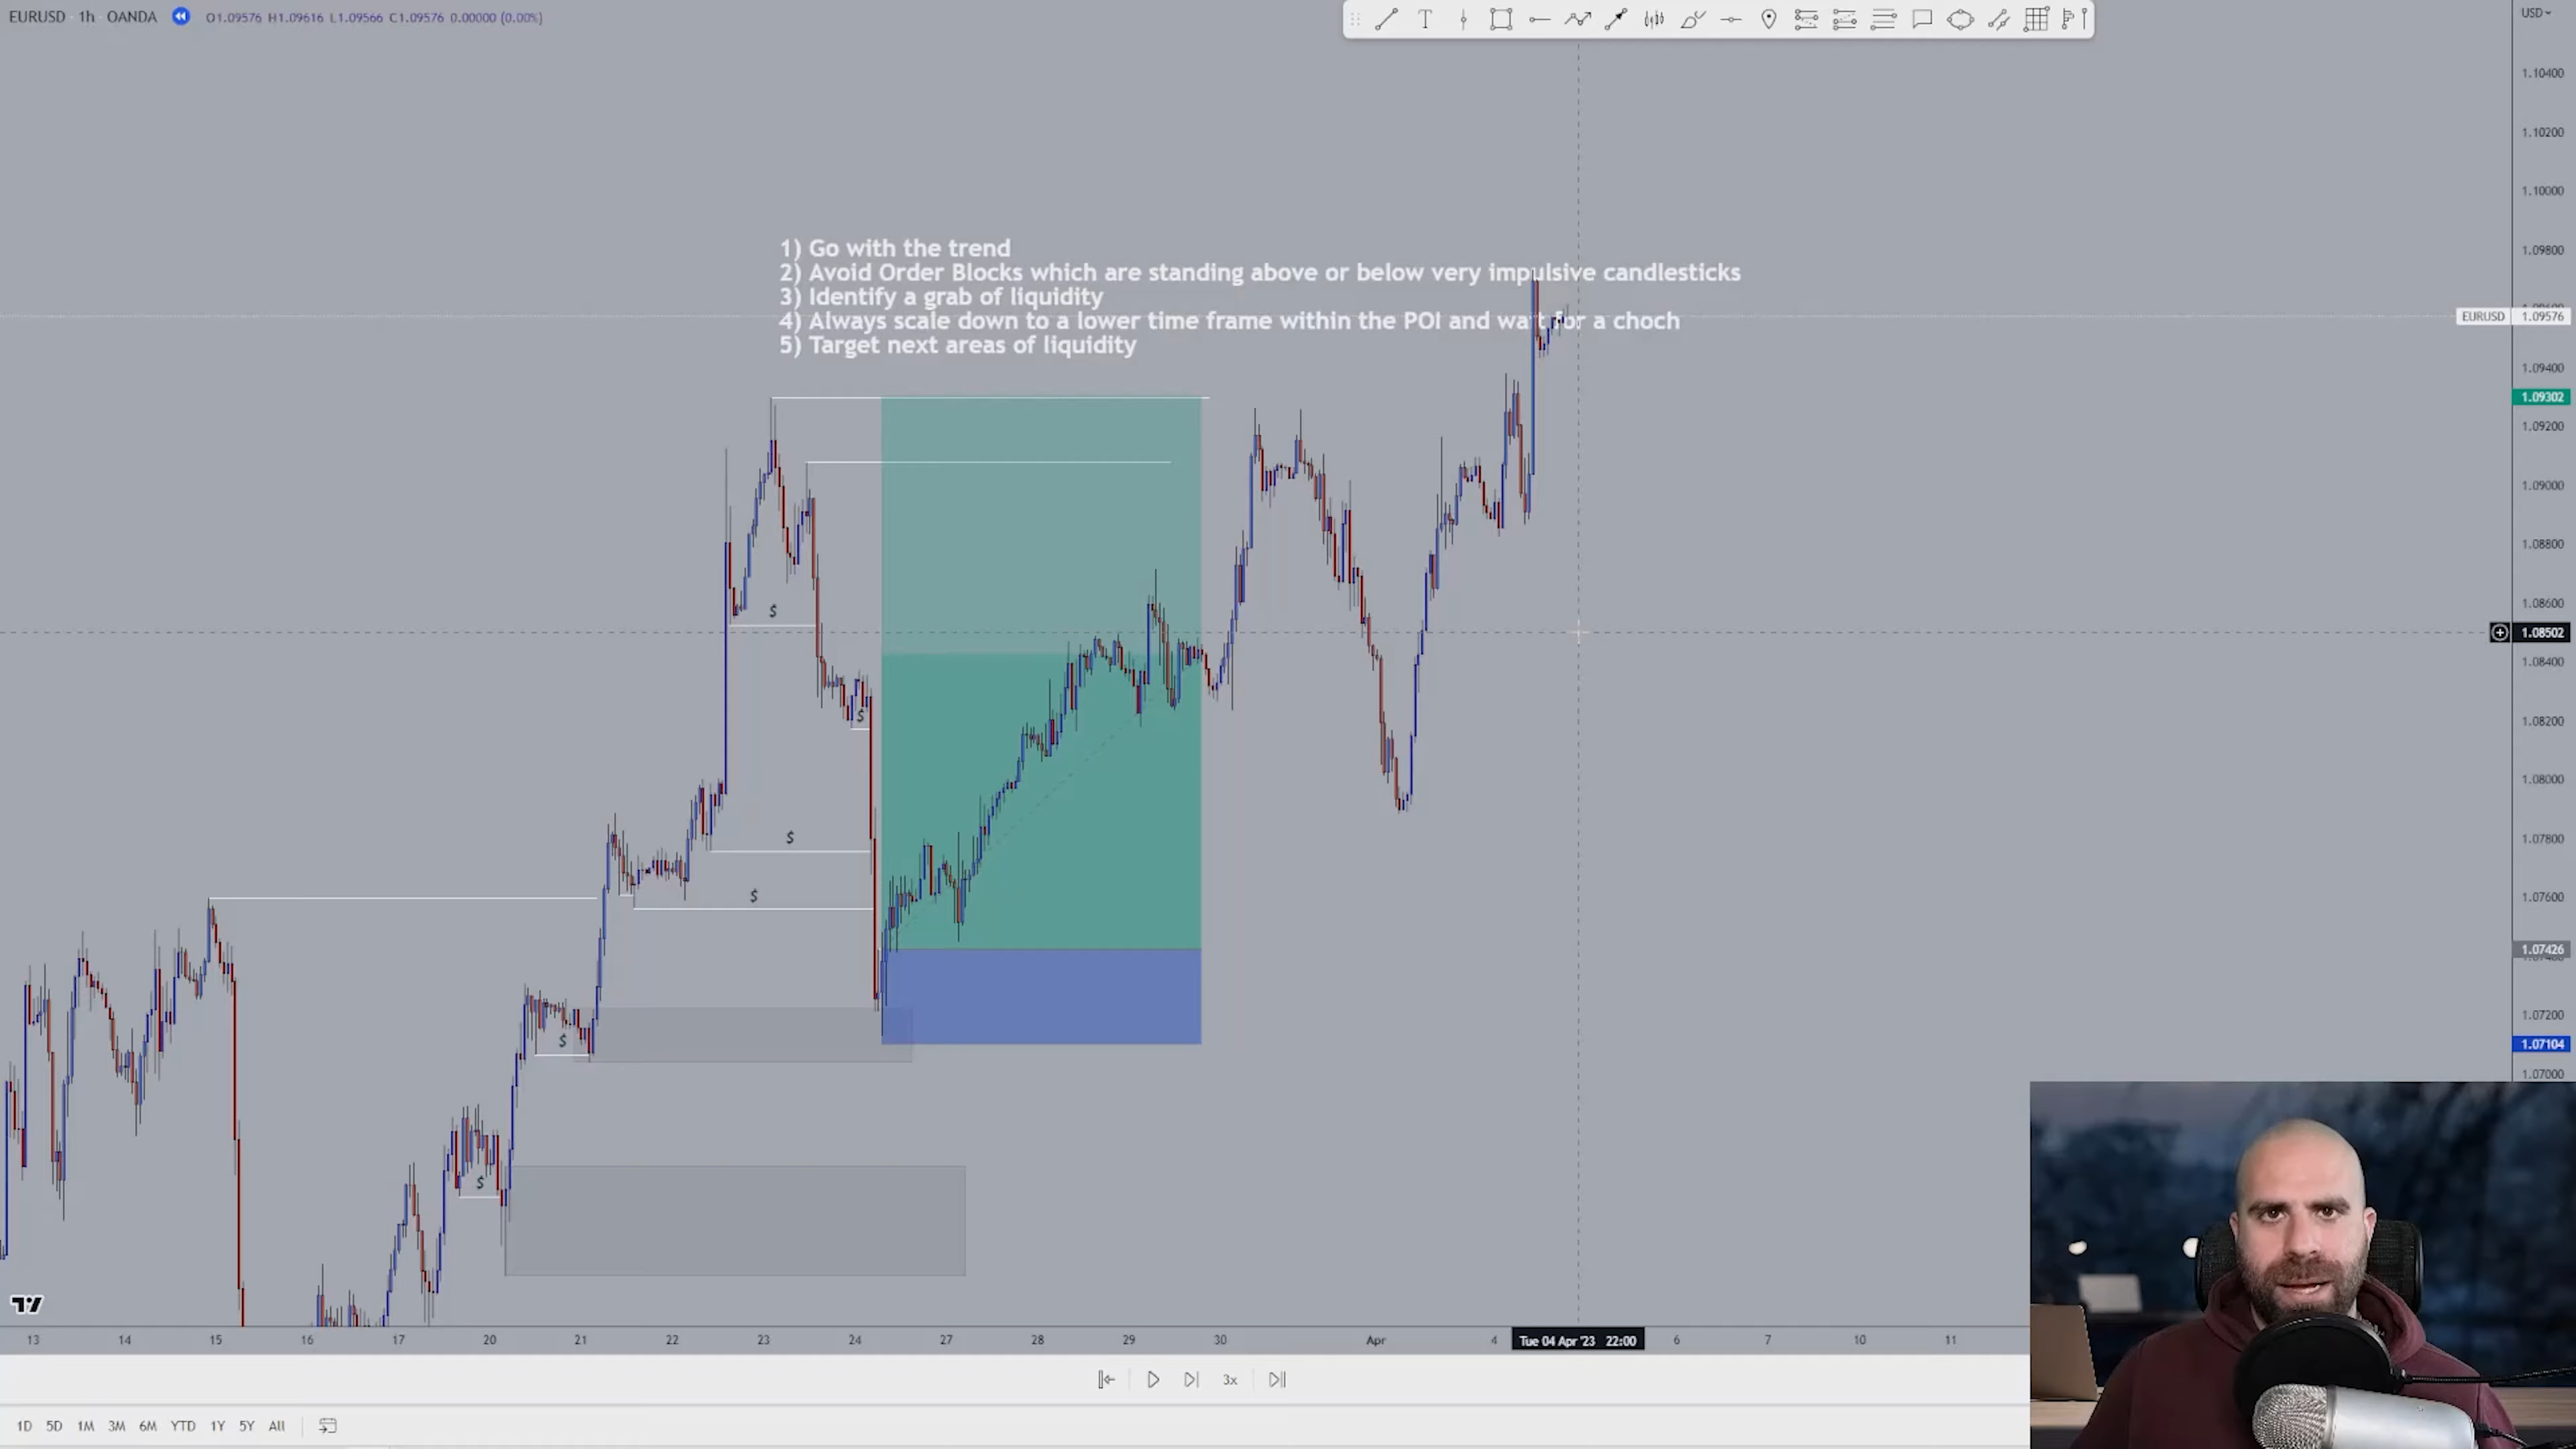 EURUSD · 1h · OANDA O1.09576 H1.09616 L1.09566 C1.09576 0.00000 (0.00%)
T
USD
1.10400
1.10200
1.10000
1) Go with the trend
1.09800
2) Avoid Order Blocks which are standing above or below very impulsive candlesticks
3) Identify a grab of liquidity
EURUSD 1.09576
4) Always scale down to a lower time frame within the POI and wait for a choch
5) Target next areas of liquidity
1.09400
1.09302
1.09200
1.09000
1.08800
1.08600
$
1.08502
1.08400
$
1.08200
1.08000
$
1.07800
$
1.07600
1.07426
1.07200
$
1.07104
1.07000
$
13 14 15 16 17 20 21 22 23 24 27 28 29 30 Apr 4 Tue 04 Apr '23 22:00 6 7 10 11
3x
1D 5D 1M 3M 6M YTD 1Y 5Y All